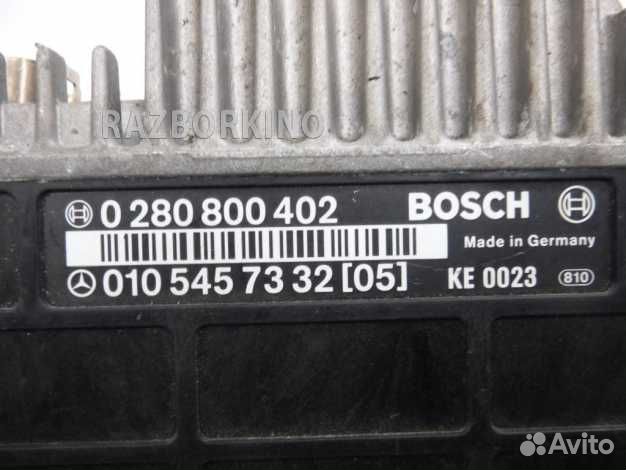 RAZBORKINO
0 280 800 402 BOSCH
Made in Germany
010 545 73 32 [05] KE 0023 810
Avito